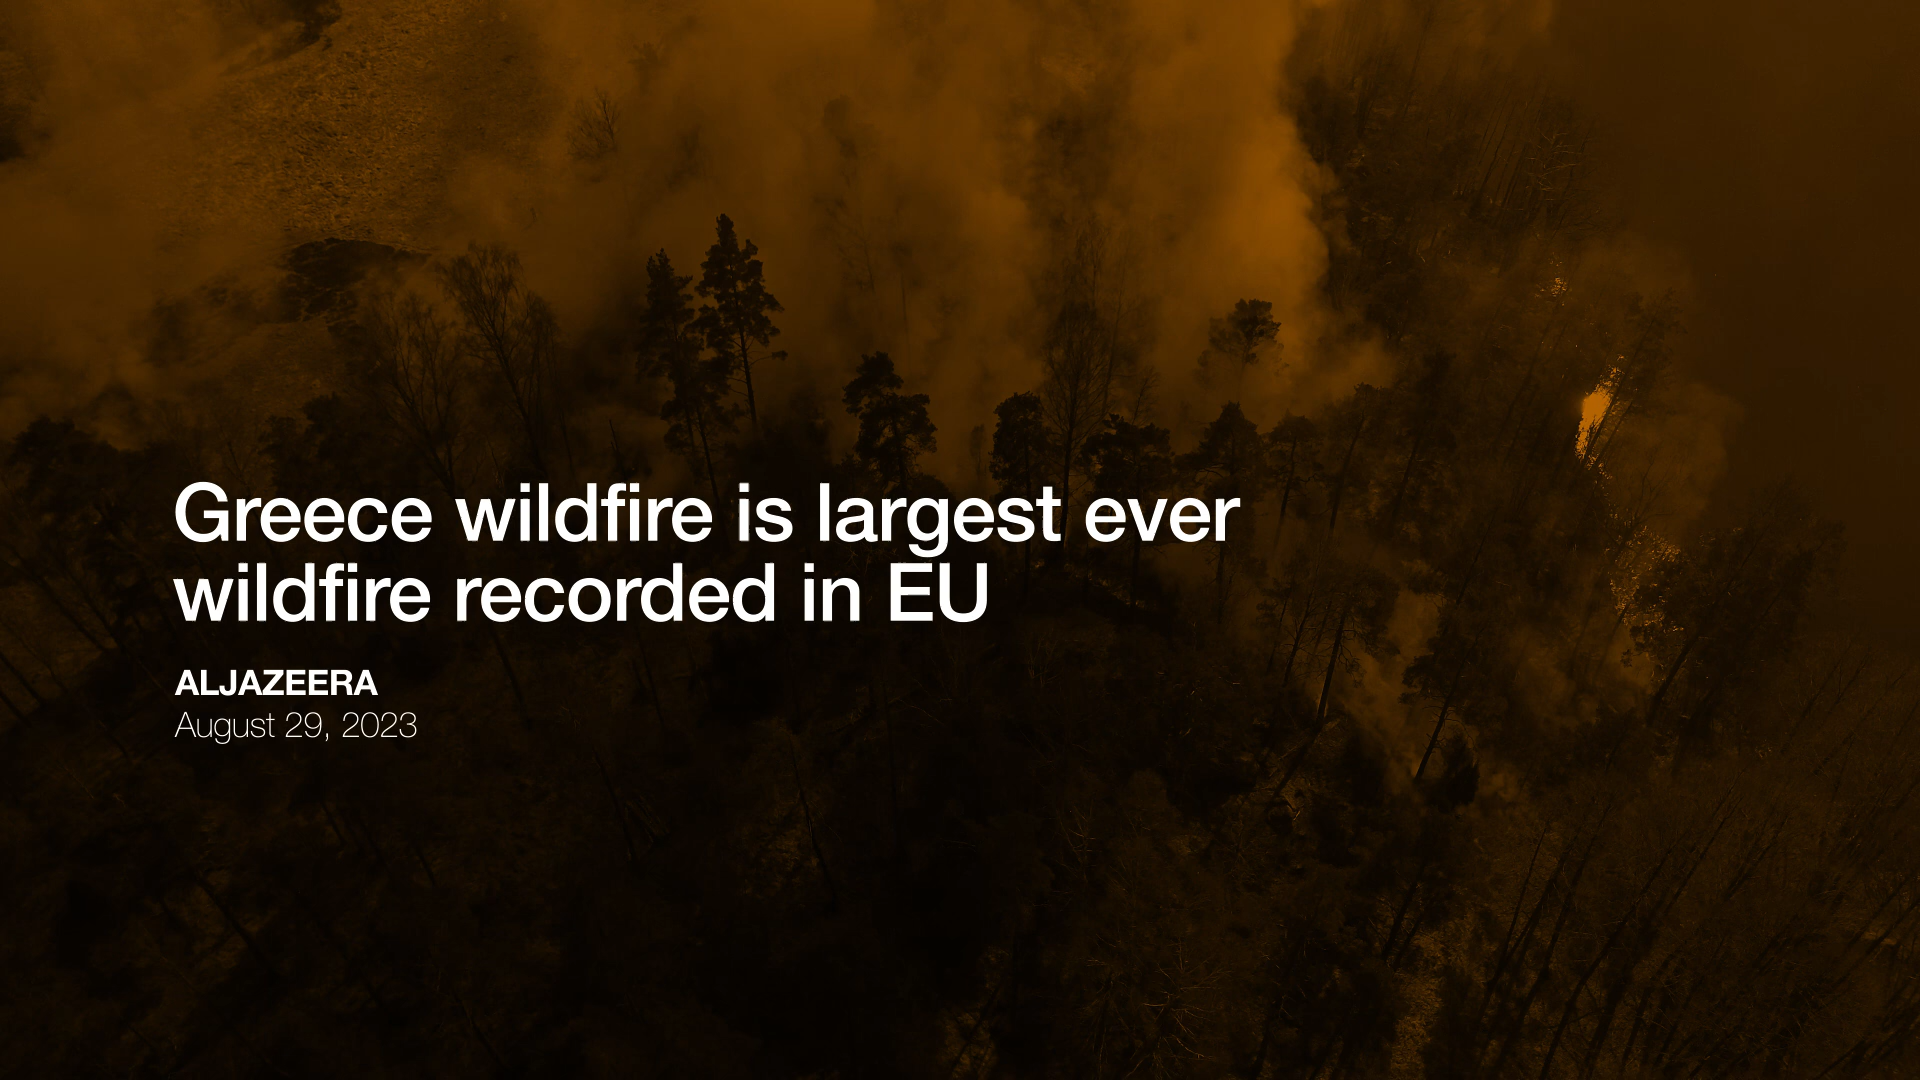 Greece wildfire is largest ever
wildfire recorded in EU
ALJAZEERA
August 29, 2023